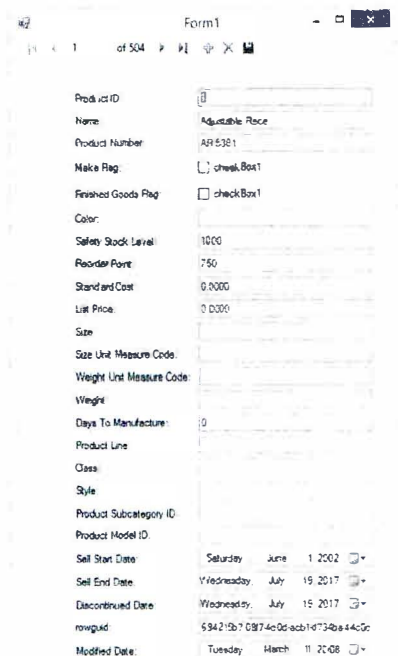 Form1
1 of 504
Product ID:
Name: Adjustable Race
Product Number: AR-5381
Make Flag: checkBox1
Finished Goods Flag: checkBox1
Color:
Safety Stock Level: 1000
Reorder Point: 750
Standard Cost: 0.0000
List Price: 0.0000
Size:
Size Unit Measure Code:
Weight Unit Measure Code:
Weight:
Days To Manufacture: 0
Product Line:
Class:
Style:
Product Subcategory ID:
Product Model ID:
Sell Start Date: Saturday , June 1, 2002
Sell End Date: Wednesday, July 19, 2017
Discontinued Date: Wednesday, July 19, 2017
rowguid:
Modified Date: Tuesday , March 11, 2008